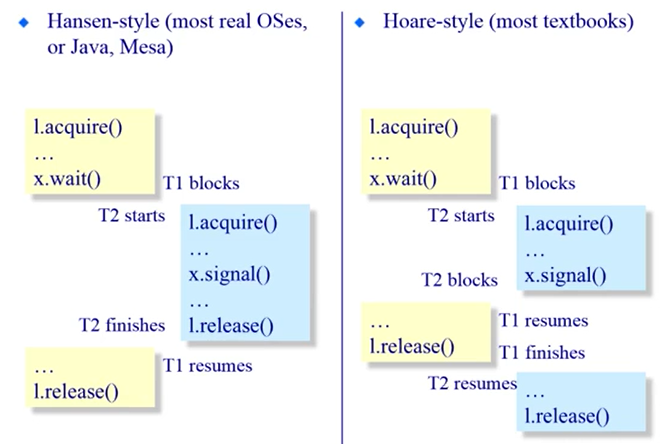 Hansen-style (most real OSes,
or Java, Mesa)
l.acquire()
...
x.wait()
T1 blocks
T2 starts
l.acquire()
...
x.signal()
...
T2 finishes
l.release()
...
T1 resumes
l.release()
Hoare-style (most textbooks)
l.acquire()
...
x.wait()
T1 blocks
T2 starts
l.acquire()
...
T2 blocks
x.signal()
...
T1 resumes
l.release()
T1 finishes
T2 resumes
...
l.release()